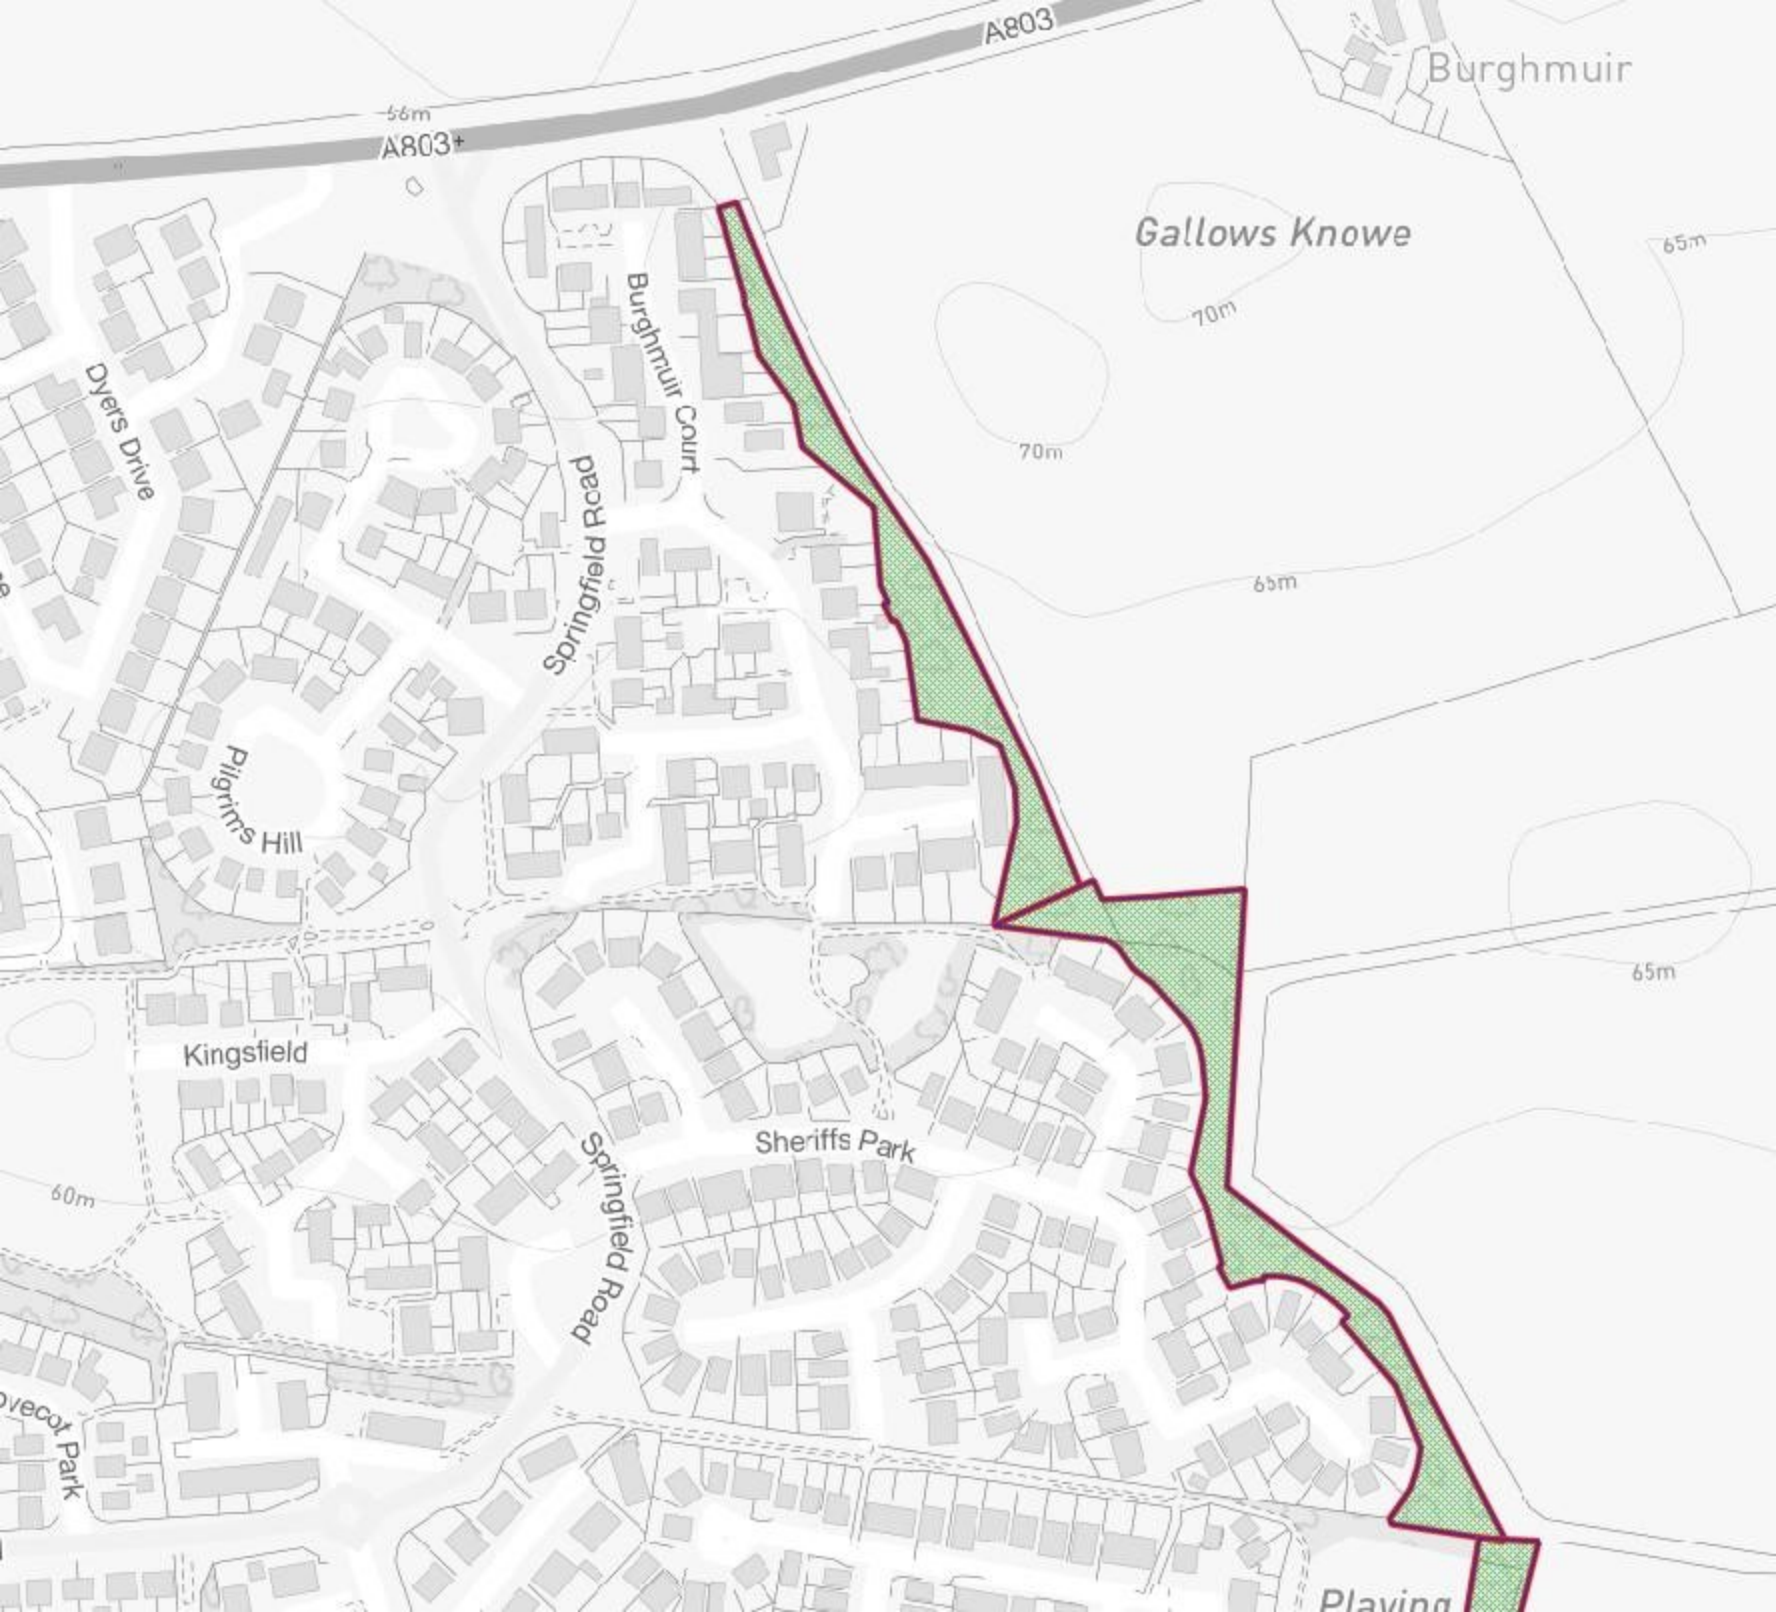 A803
Burghmuir
56m
A803
Gallows Knowe
65m
70m
Burghmuir Court
Dyers Drive
70m
Springfield Road
65m
Pilgrims Hill
65m
Kingsfield
Sheriffs Park
60m
Springfield Road
ovecot Park
Playing